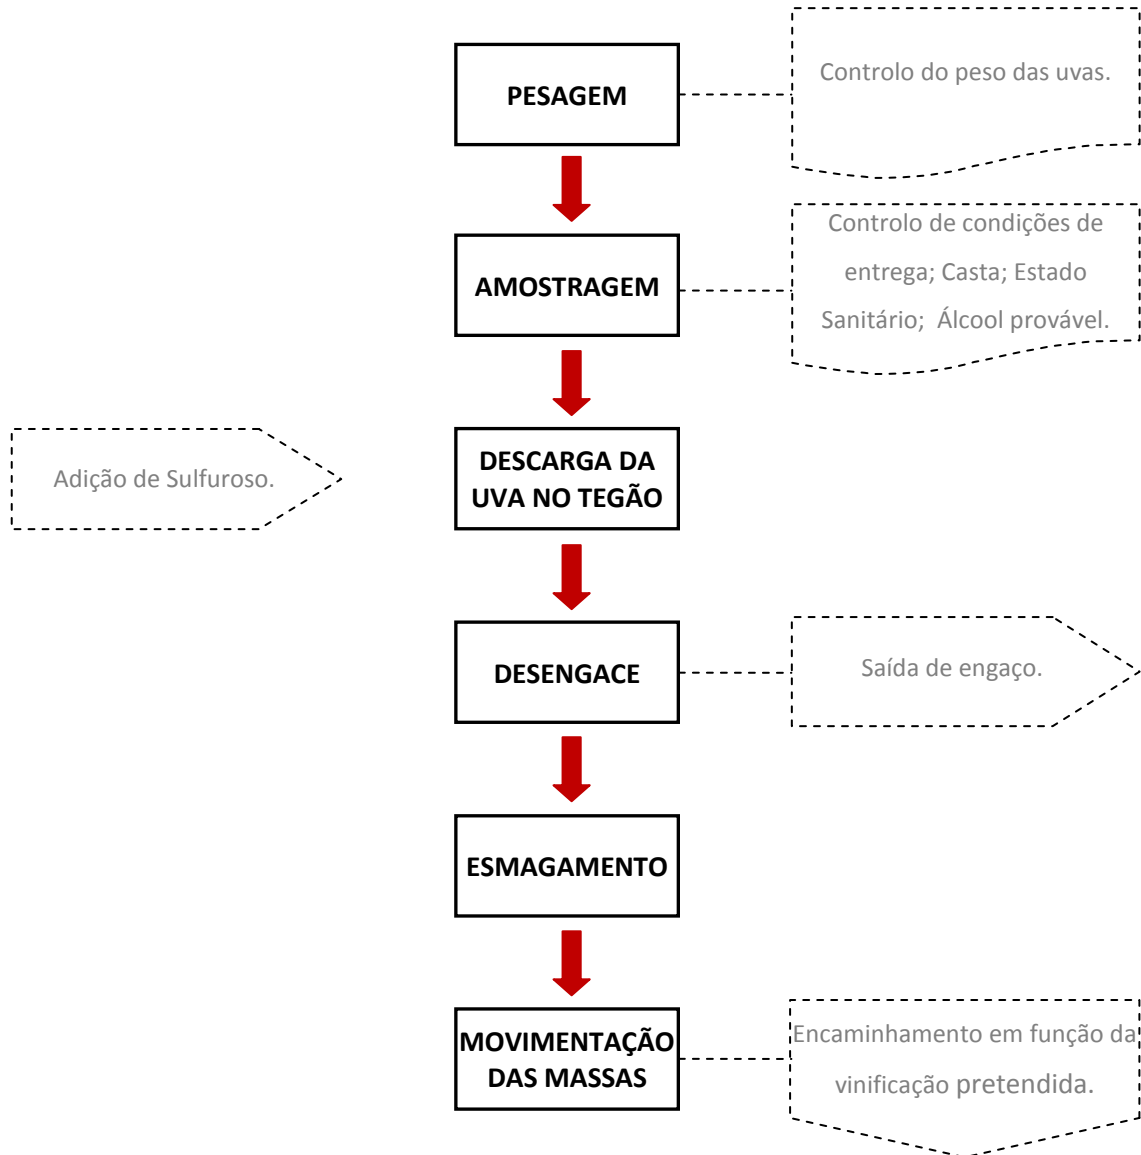 PESAGEM
Controlo do peso das uvas.
AMOSTRAGEM
Controlo de condições de
entrega; Casta; Estado
Sanitário; Álcool provável.
Adição de Sulfuroso.
DESCARGA DA
UVA NO TEGÃO
DESENGACE
Saída de engaço.
ESMAGAMENTO
MOVIMENTAÇÃO
DAS MASSAS
Encaminhamento em função da
vinificação pretendida.